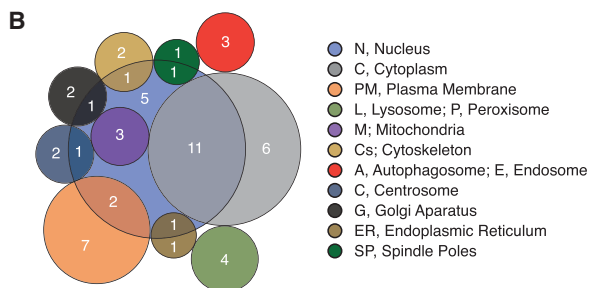 B
2
1
3
1
1
2
1
5
3
2
1
11
6
2
7
1
1
4
N, Nucleus
C, Cytoplasm
PM, Plasma Membrane
L, Lysosome; P, Peroxisome
M; Mitochondria
Cs; Cytoskeleton
A, Autophagosome; E, Endosome
C, Centrosome
G, Golgi Aparatus
ER, Endoplasmic Reticulum
SP, Spindle Poles